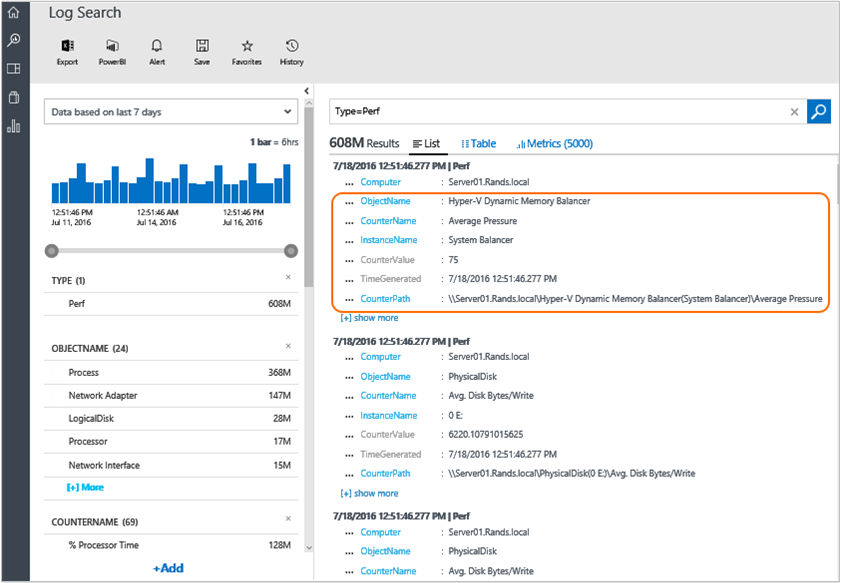 Log Search
Export PowerBI Alert Save Favorites History
Data based on last 7 days
1 bar = 6hrs
12:51:46 PM 12:51:46 AM 12:51:46 PM
Jul 11, 2016 Jul 14, 2016 Jul 16, 2016
TYPE (1)
Perf 608M
OBJECTNAME (24)
Process 368M
Network Adapter 147M
LogicalDisk 28M
Processor 17M
Network Interface 15M
[+] More
COUNTERNAME (69)
% Processor Time 128M
+Add
Type=Perf
608M Results List Table Metrics (5000)
7/18/2016 12:51:46.277 PM | Perf
... Computer : Server01.Rands.local
... ObjectName : Hyper-V Dynamic Memory Balancer
... CounterName : Average Pressure
... InstanceName : System Balancer
... CounterValue : 75
... TimeGenerated : 7/18/2016 12:51:46.277 PM
... CounterPath : \\Server01.Rands.local\Hyper-V Dynamic Memory Balancer(System Balancer)\Average Pressure
[+] show more
7/18/2016 12:51:46.277 PM | Perf
... Computer : Server01.Rands.local
... ObjectName : PhysicalDisk
... CounterName : Avg. Disk Bytes/Write
... InstanceName : 0 E:
... CounterValue : 6220.10791015625
... TimeGenerated : 7/18/2016 12:51:46.277 PM
... CounterPath : \\Server01.Rands.local\PhysicalDisk(0 E:)\Avg. Disk Bytes/Write
[+] show more
7/18/2016 12:51:46.277 PM | Perf
... Computer : Server01.Rands.local
... ObjectName : PhysicalDisk
... CounterName : Avg. Disk Bytes/Write